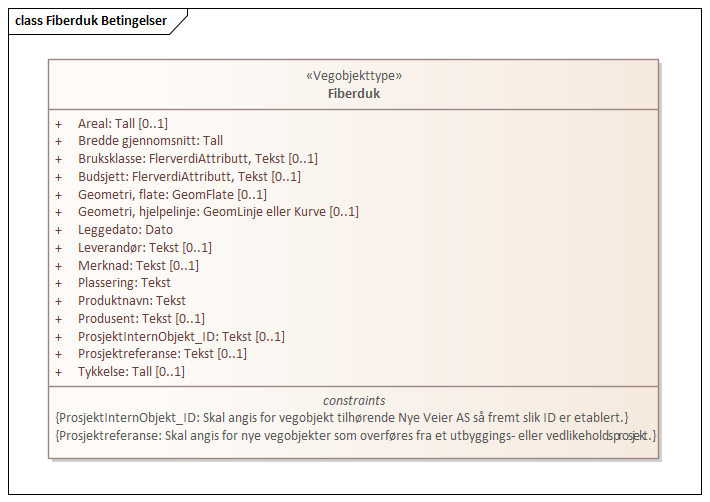 class Fiberduk Betingelser
«Vegobjekttype»
Fiberduk
+ Areal: Tall [0..1]
+ Bredde gjennomsnitt: Tall
+ Bruksklasse: FlerverdiAttributt, Tekst [0..1]
+ Budsjett: FlerverdiAttributt, Tekst [0..1]
+ Geometri, flate: GeomFlate [0..1]
+ Geometri, hjelpelinje: GeomLinje eller Kurve [0..1]
+ Leggedato: Dato
+ Leverandør: Tekst [0..1]
+ Merknad: Tekst [0..1]
+ Plassering: Tekst
+ Produktnavn: Tekst
+ Produsent: Tekst [0..1]
+ ProsjektInternObjekt_ID: Tekst [0..1]
+ Prosjektreferanse: Tekst [0..1]
+ Tykkelse: Tall [0..1]
constraints
{ProsjektInternObjekt_ID: Skal angis for vegobjekt tilhørende Nye Veier AS så fremt slik ID er etablert.}
{Prosjektreferanse: Skal angis for nye vegobjekter som overføres fra et utbyggings- eller vedlikeholdsprosjekt.}